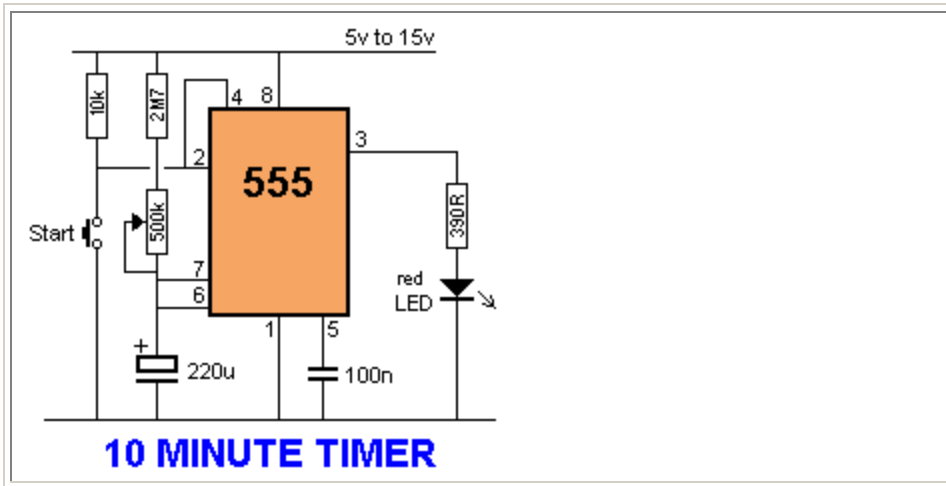 5v to 15v
10k
2M7
4 8
3
2
555
500k
390R
Start
7
red
6
LED
1 5
+
220u
100n
10 MINUTE TIMER